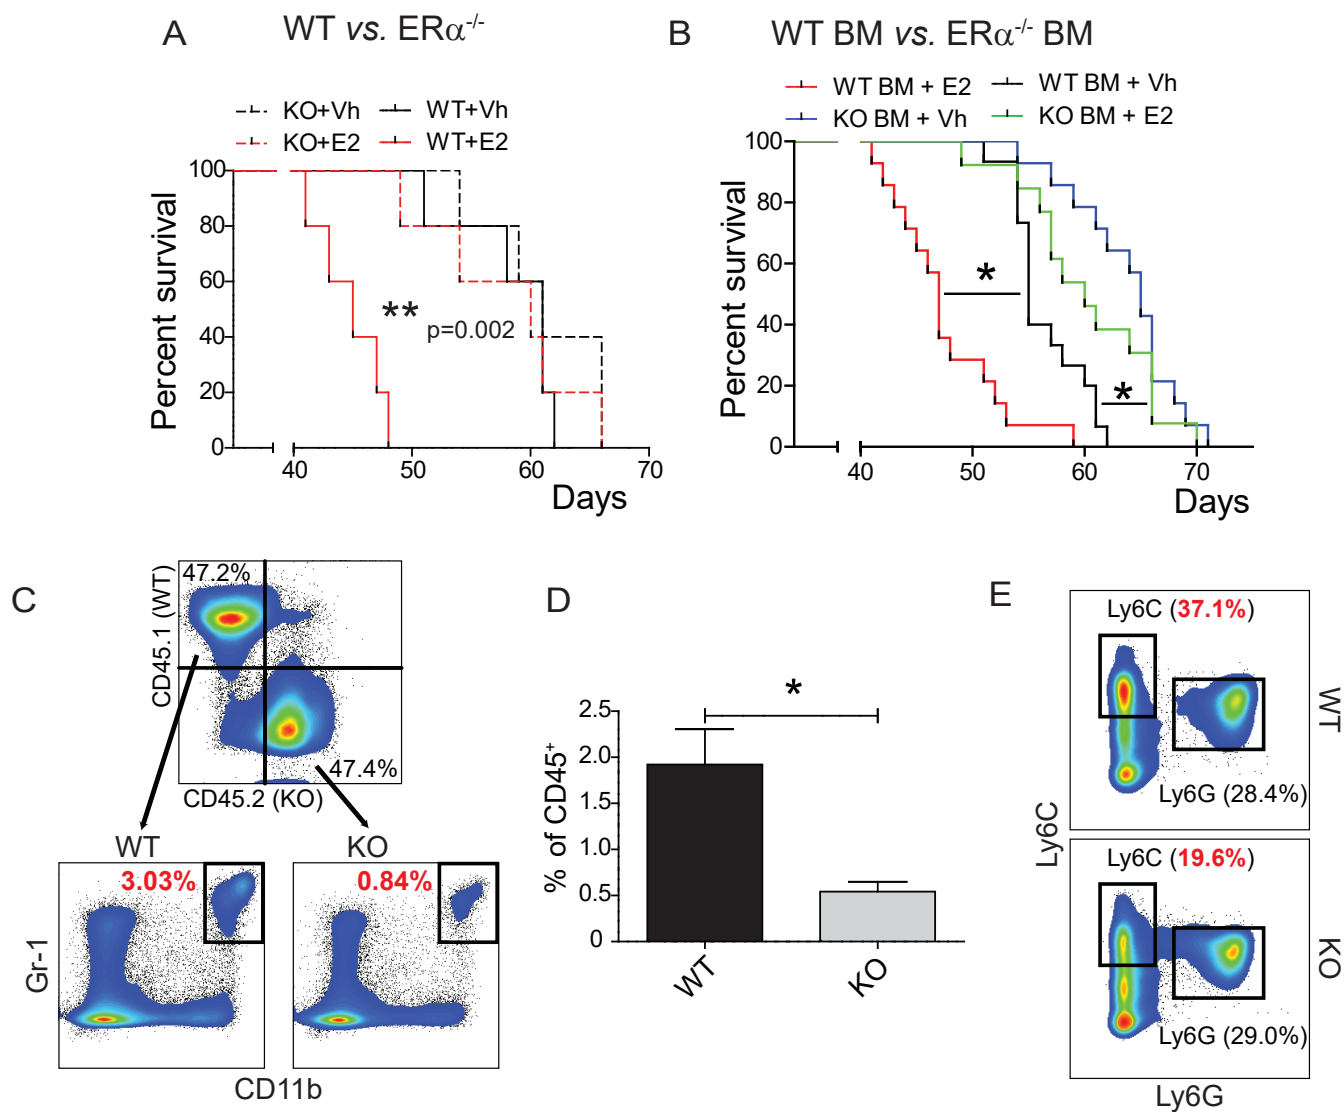 A
WT vs. ERα-/-
KO+Vh WT+Vh
KO+E2 WT+E2
Percent survival
100
80
60
40
20
0
**
p=0.002
40 50 60 70
Days
B
WT BM vs. ERα-/- BM
WT BM + E2 WT BM + Vh
KO BM + Vh KO BM + E2
Percent survival
100
80
60
40
20
0
*
*
40 50 60 70
Days
C
CD45.1 (WT)
47.2%
47.4%
CD45.2 (KO)
WT KO
3.03% 0.84%
Gr-1
CD11b
D
*
% of CD45+
2.5
2.0
1.5
1.0
0.5
0
WT KO
E
Ly6C (37.1%)
Ly6G (28.4%)
WT
Ly6C
Ly6C (19.6%)
Ly6G (29.0%)
KO
Ly6G